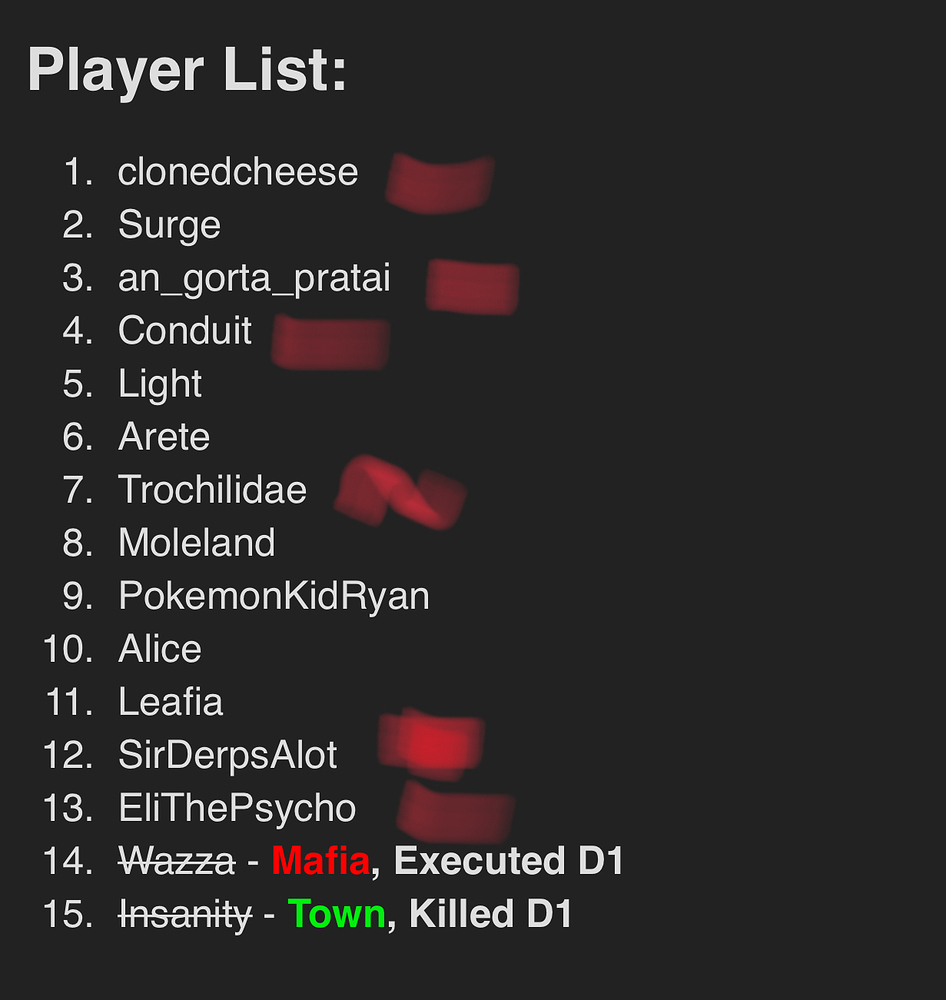 Player List:
1. clonedcheese
2. Surge
3. an_gorta_pratai
4. Conduit
5. Light
6. Arete
7. Trochilidae
8. Moleland
9. PokemonKidRyan
10. Alice
11. Leafia
12. SirDerpsAlot
13. EliThePsycho
14. Wazza - Mafia, Executed D1
15. Insanity - Town, Killed D1